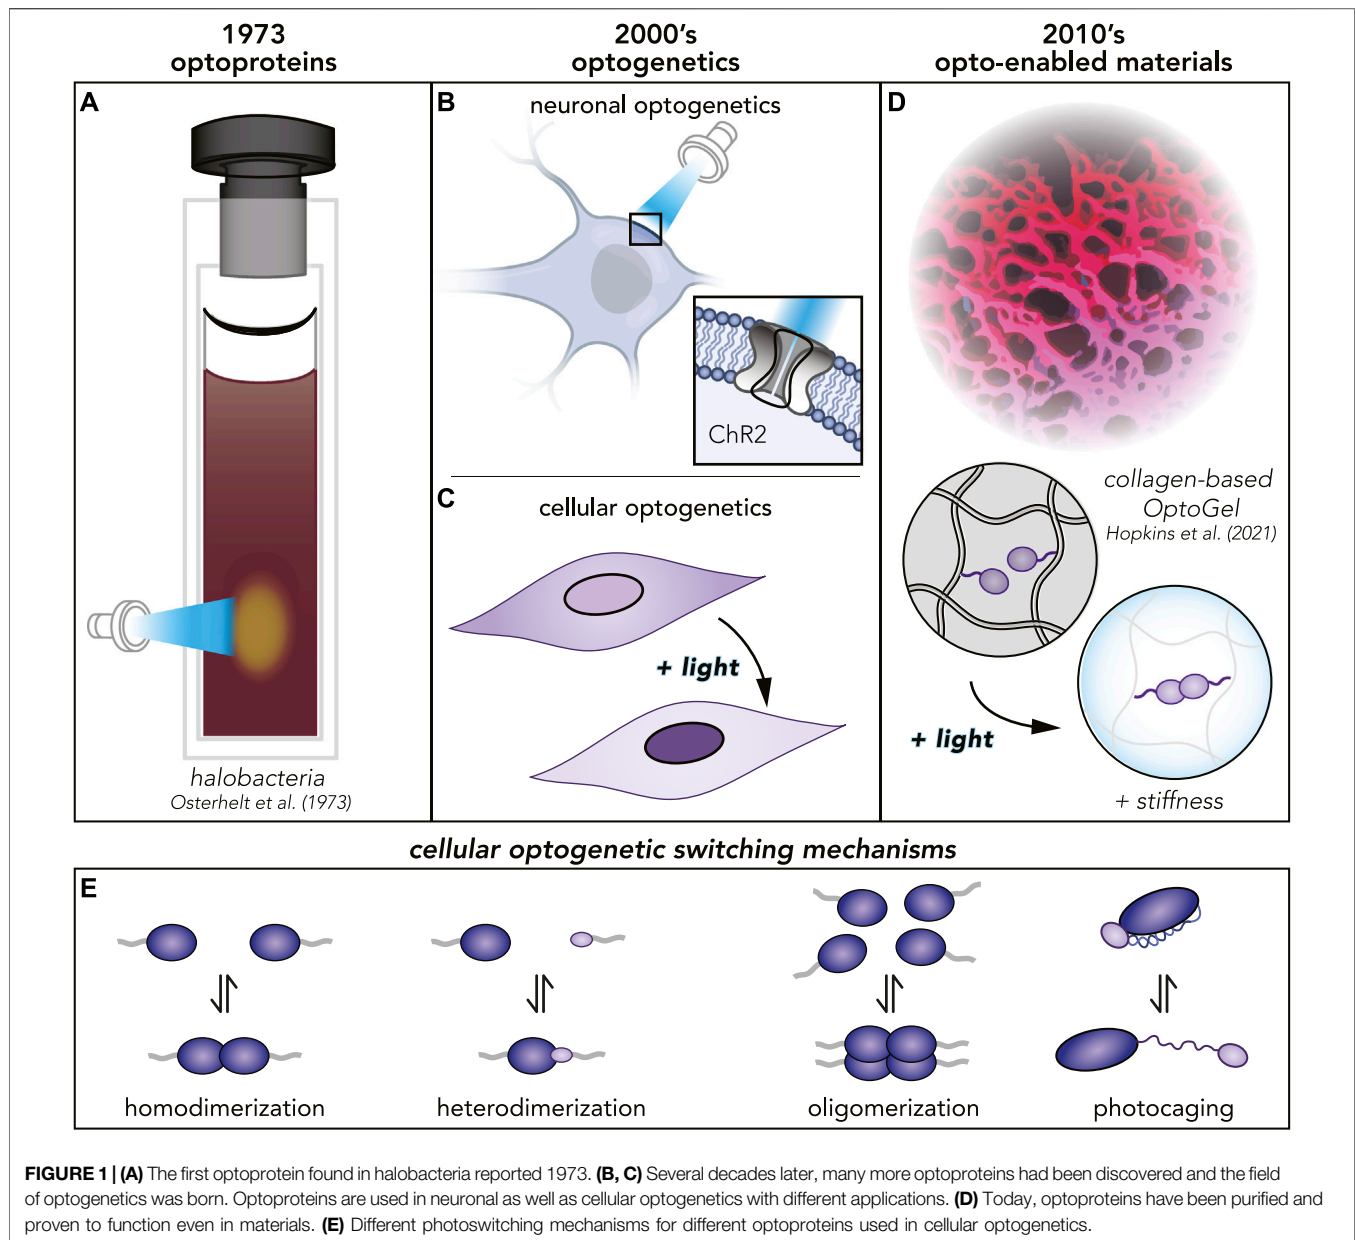 1973
optoproteins
2000's
optogenetics
2010's
opto-enabled materials
A
halobacteria
Osterhelt et al. (1973)
B
neuronal optogenetics
ChR2
C
cellular optogenetics
+ light
D
collagen-based
OptoGel
Hopkins et al. (2021)
+ light
+ stiffness
cellular optogenetic switching mechanisms
E
homodimerization
heterodimerization
oligomerization
photocaging
FIGURE 1 | (A) The first optoprotein found in halobacteria reported 1973. (B, C) Several decades later, many more optoproteins had been discovered and the field
of optogenetics was born. Optoproteins are used in neuronal as well as cellular optogenetics with different applications. (D) Today, optoproteins have been purified and
proven to function even in materials. (E) Different photoswitching mechanisms for different optoproteins used in cellular optogenetics.